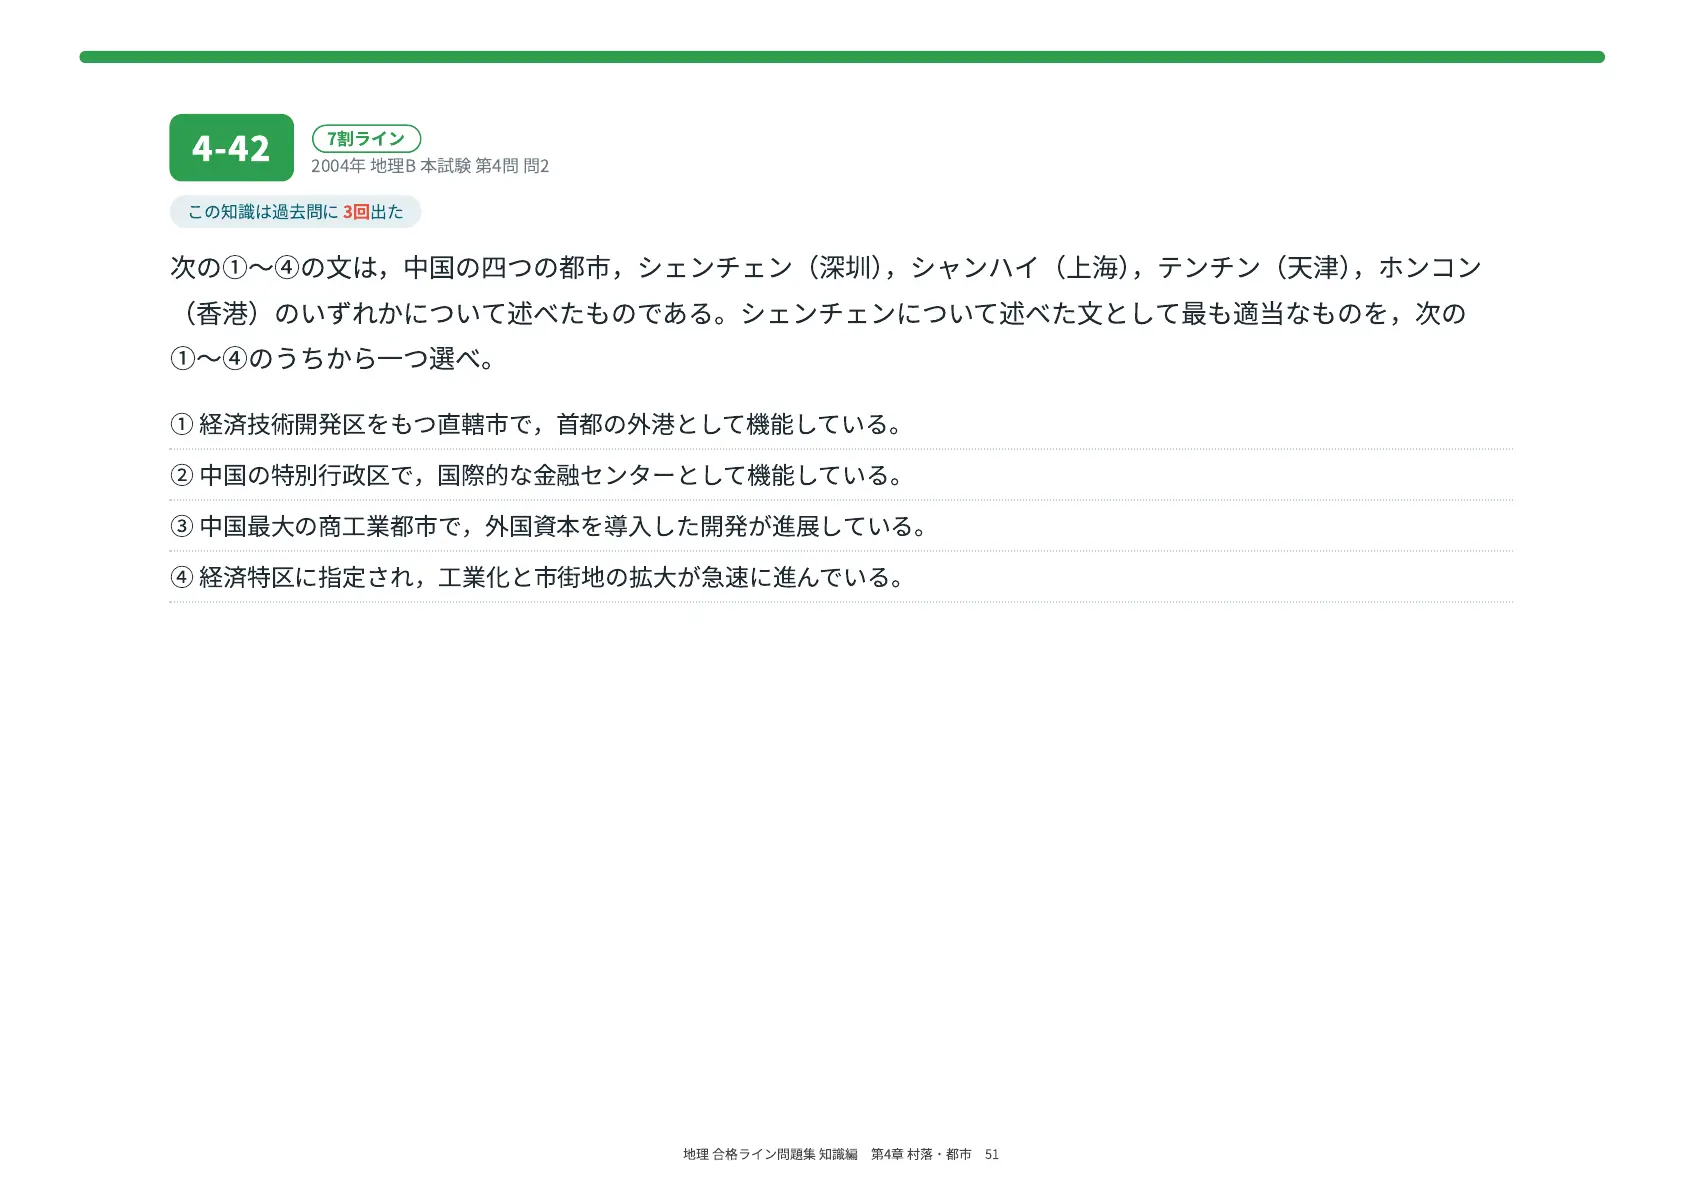 4-42
7割ライン
2004年 地理B 本試験 第4問 問2
この知識は過去問に 3回出た
次の①～④の文は，中国の四つの都市，シェンチェン（深圳），シャンハイ（上海），テンチン（天津），ホンコン
（香港）のいずれかについて述べたものである。シェンチェンについて述べた文として最も適当なものを，次の
①～④のうちから一つ選べ。
① 経済技術開発区をもつ直轄市で，首都の外港として機能している。
② 中国の特別行政区で，国際的な金融センターとして機能している。
③ 中国最大の商工業都市で，外国資本を導入した開発が進展している。
④ 経済特区に指定され，工業化と市街地の拡大が急速に進んでいる。
地理 合格ライン問題集 知識編　第4章 村落・都市　51